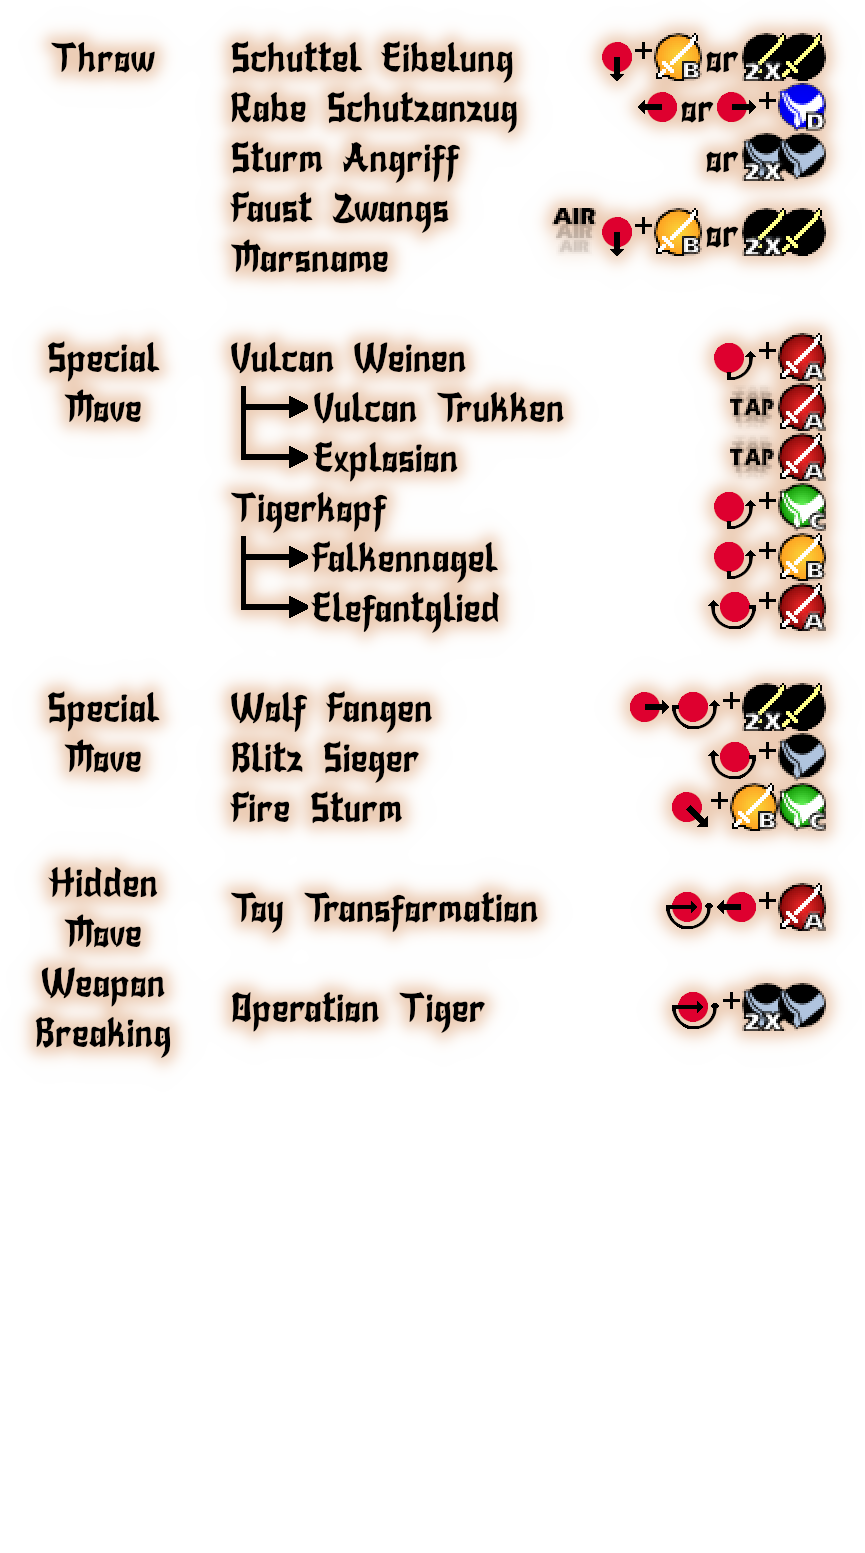 Throw Schuttel Eibelung + B or 2X
Rabe Schutzanzug or + D
Sturm Angriff or 2X
Faust Zwangs
Marsname AIR AIR AIR + B or 2X
Special Vulcan Weinen + A
Move Vulcan Trukken TAP A
Explosion TAP A
Tigerkopf + C
Falkennagel + B
Elefantglied + A
Special Wolf Fangen + 2X
Move Blitz Sieger +
Fire Sturm + B C
Hidden
Move Toy Transformation + A
Weapon
Breaking Operation Tiger + 2X